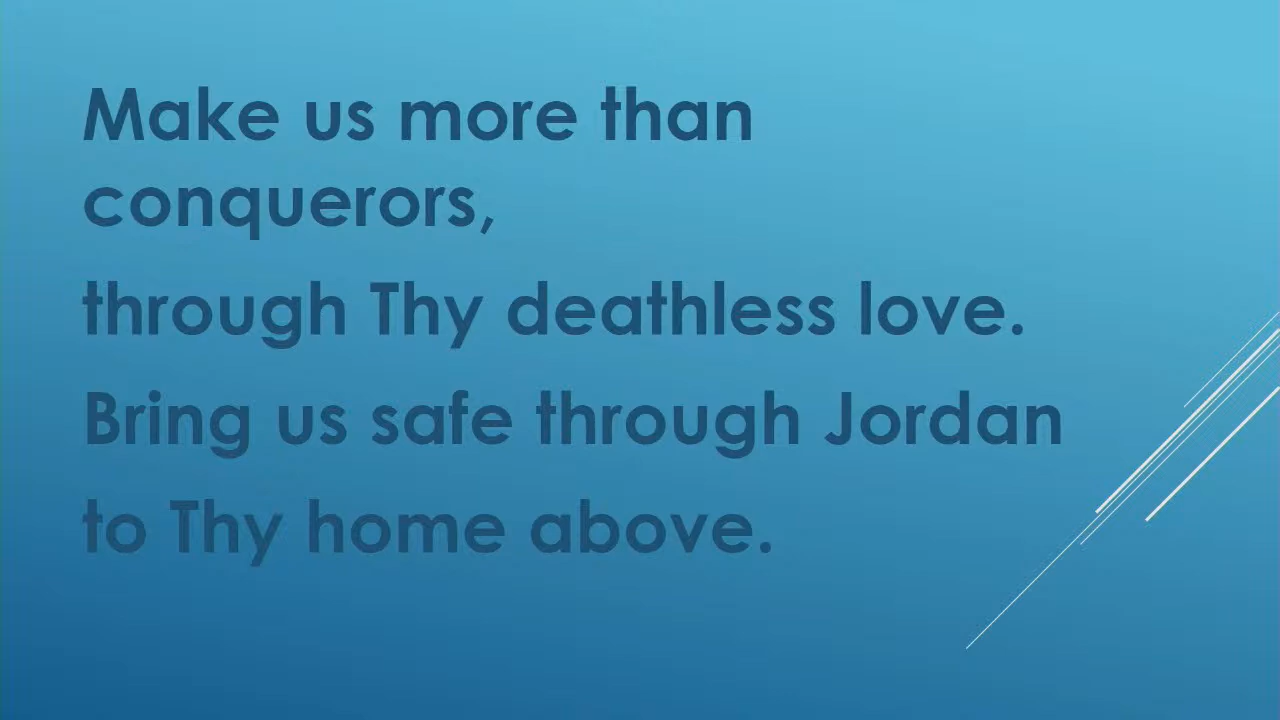 Make us more than
conquerors,
through Thy deathless love.
Bring us safe through Jordan
to Thy home above.